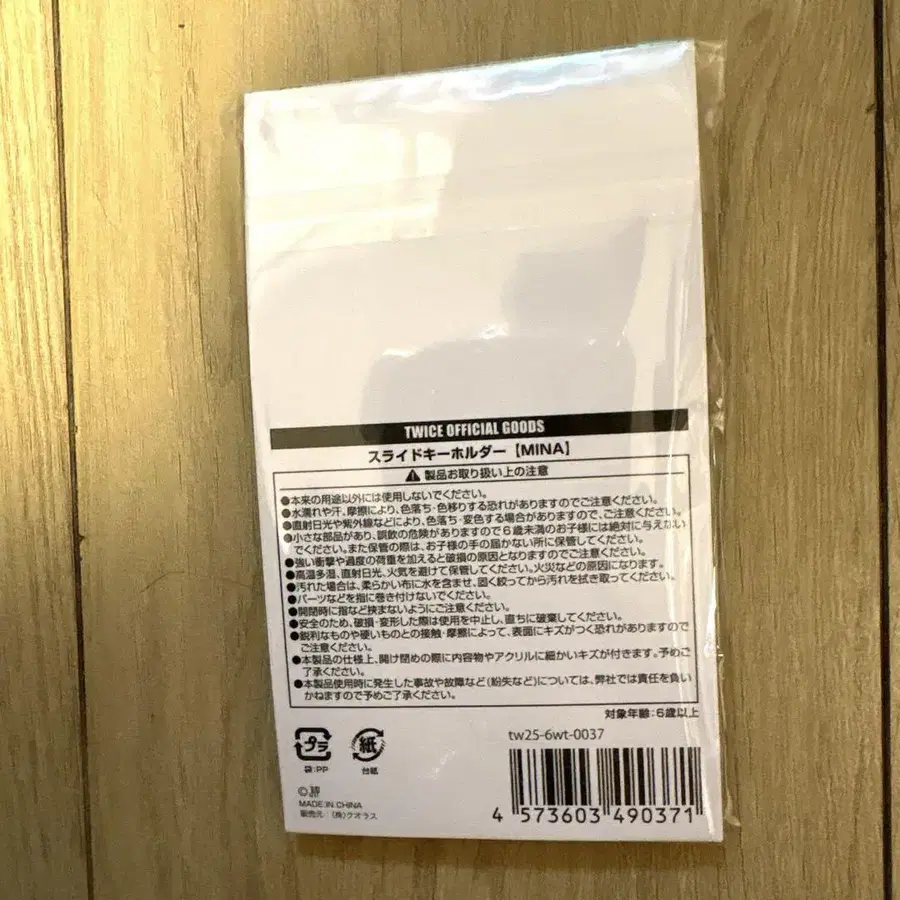 TWICE OFFICIAL GOODS
スライドキーホルダー【MINA】
製品お取り扱い上の注意
●本来の用途以外には使用しないでください。
●水濡れや汗、摩擦により、色落ち・色移りする恐れがありますのでご注意ください。
●直射日光や紫外線などにより、色落ち・変色する場合がありますので、ご注意ください。
●小さな部品があり、誤飲の危険がありますので6歳未満のお子様には絶対に与えない
でください。また保管の際は、お子様の手の届かない所に保管してください。
●強い衝撃や過度の荷重を加えると破損の原因となりますのでご注意ください。
●高温多湿、直射日光、火気を避けて保管してください。火災などの原因になります。
●汚れた場合は、柔らかい布に水を含ませ、固く絞ってから汚れを拭き取ってください。
●パーツなどを指に巻き付けないでください。
●開閉時に指など挟まないようにご注意ください。
●安全のため、破損・変形した際は使用を中止し、直ちに破棄してください。
●鋭利なものや硬いものとの接触・摩擦によって、表面にキズがつく恐れがありますので
ご注意ください。
●本製品の仕様上、開け閉めの際に内容物やアクリルに細かいキズが付きます。予めご
了承ください。
●本製品使用時に発生した事故や故障など(紛失など)については、弊社では責任を負い
かねますので予めご了承ください。
対象年齢:6歳以上
tw25-6wt-0037
プラ 紙
袋:PP 台紙
©
MADE IN CHINA
販売元:(株)クオラス
4 573603 490371